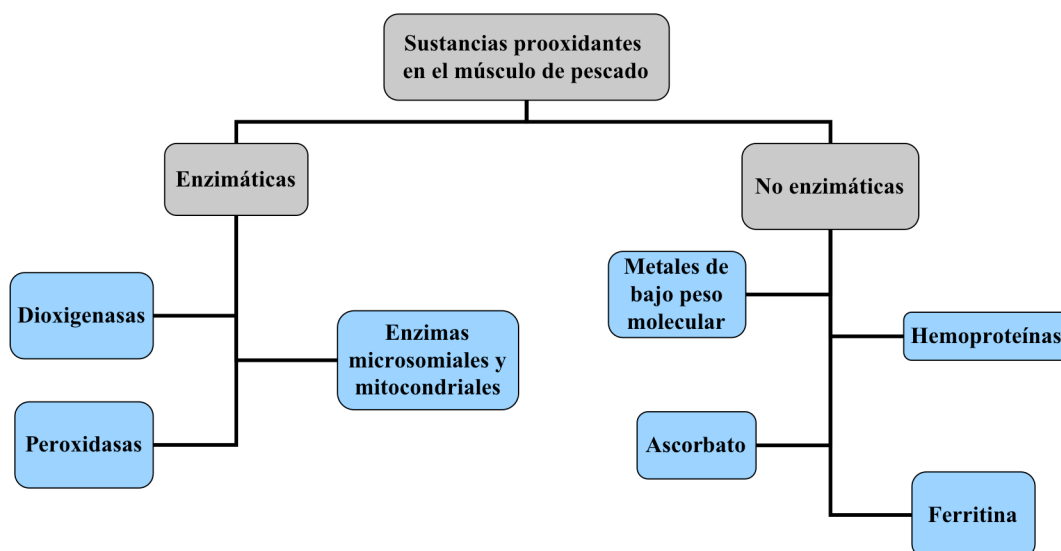 Sustancias prooxidantes
en el músculo de pescado
Enzimáticas
No enzimáticas
Dioxigenasas
Enzimas
microsomiales y
mitocondriales
Peroxidasas
Metales de
bajo peso
molecular
Hemoproteínas
Ascorbato
Ferritina